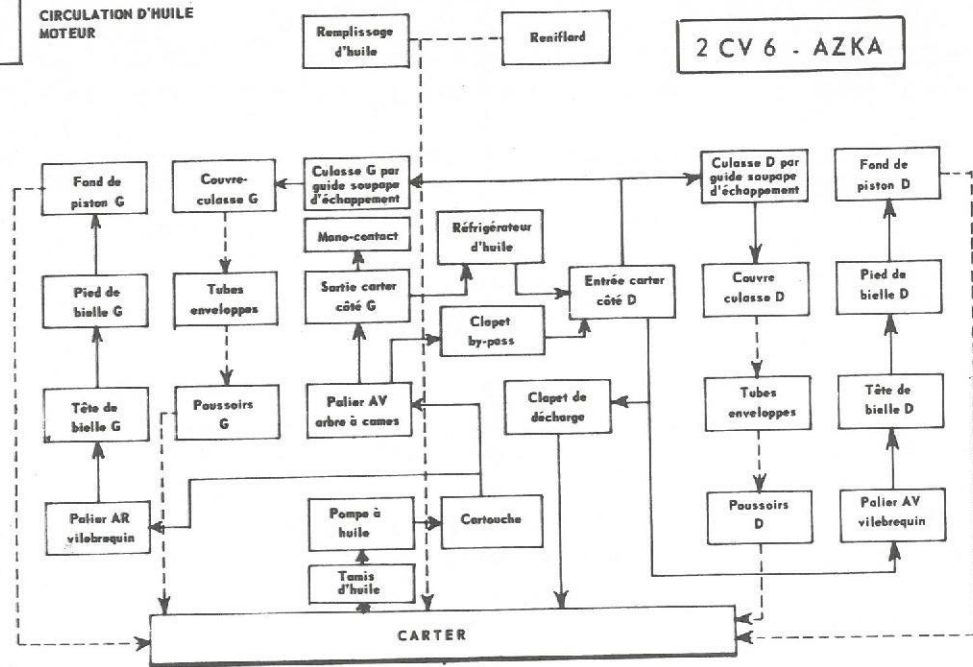 CIRCULATION D'HUILE
MOTEUR
Remplissage
d'huile
Reniflard
2 CV 6 - AZKA
Fond de
piston G
Couvre-
culasse G
Culasse G par
guide soupape
d'échappement
Culasse D par
guide soupape
d'échappement
Fond de
piston D
Mano-contact
Réfrigérateur
d'huile
Pied de
bielle G
Tubes
enveloppes
Sortie carter
côté G
Entrée carter
côté D
Couvre
culasse D
Pied de
bielle D
Clapet
by-pass
Tête de
bielle G
Poussoirs
G
Palier AV
arbre à cames
Clapet de
décharge
Tubes
enveloppes
Tête de
bielle D
Palier AR
vilebrequin
Pompe à
huile
Cartouche
Poussoirs
D
Palier AV
vilebrequin
Tamis
d'huile
CARTER